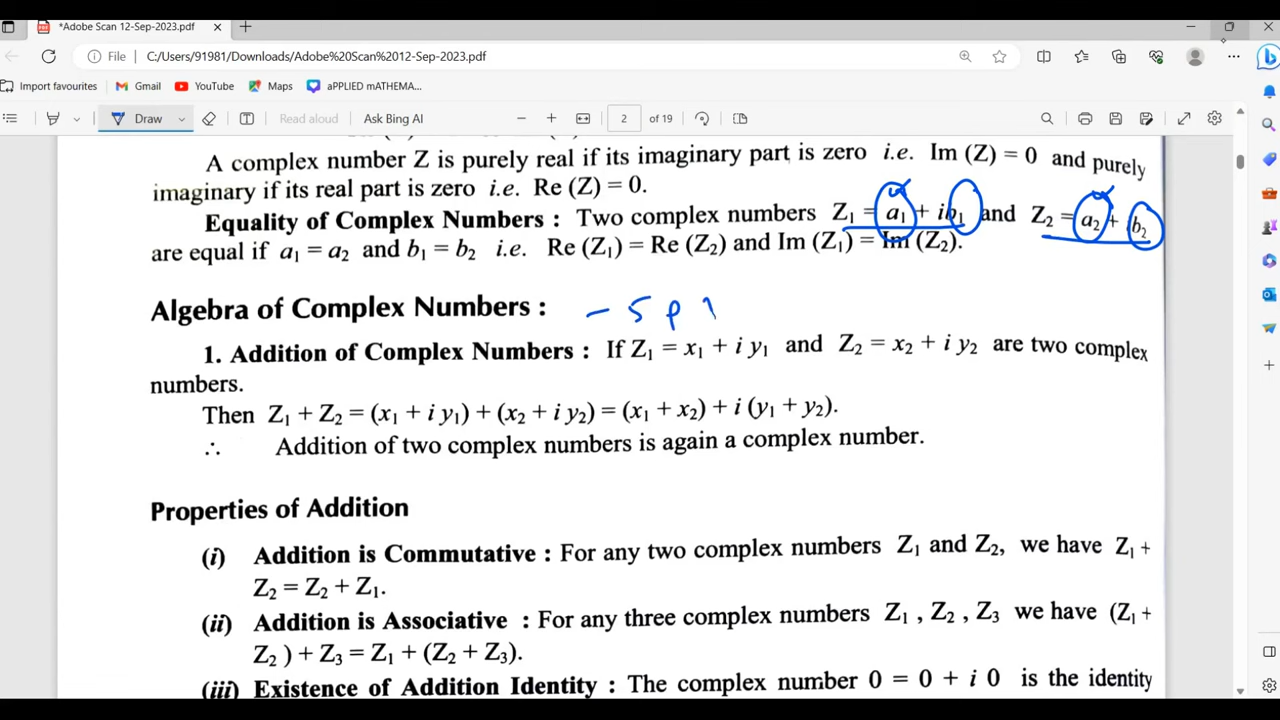 *Adobe Scan 12-Sep-2023.pdf
File C:/Users/91981/Downloads/Adobe%20Scan%2012-Sep-2023.pdf
Import favourites Gmail YouTube Maps aPPLIED mATHEMA...
Draw Read aloud Ask Bing AI 2 of 19
A complex number Z is purely real if its imaginary part is zero i.e. Im (Z) = 0 and purely
imaginary if its real part is zero i.e. Re (Z) = 0.
Equality of Complex Numbers : Two complex numbers Z₁ = a₁ + ib₁ and Z₂ = a₂ + ib₂
are equal if a₁ = a₂ and b₁ = b₂ i.e. Re (Z₁) = Re (Z₂) and Im (Z₁) = Im (Z₂).
Algebra of Complex Numbers :
1. Addition of Complex Numbers : If Z₁ = x₁ + i y₁ and Z₂ = x₂ + i y₂ are two complex
numbers.
Then Z₁ + Z₂ = (x₁ + i y₁) + (x₂ + i y₂) = (x₁ + x₂) + i (y₁ + y₂).
∴ Addition of two complex numbers is again a complex number.
Properties of Addition
(i) Addition is Commutative : For any two complex numbers Z₁ and Z₂, we have Z₁ +
Z₂ = Z₂ + Z₁.
(ii) Addition is Associative : For any three complex numbers Z₁ , Z₂ , Z₃ we have (Z₁ +
Z₂ ) + Z₃ = Z₁ + (Z₂ + Z₃).
(iii) Existence of Addition Identity : The complex number 0 = 0 + i 0 is the identity